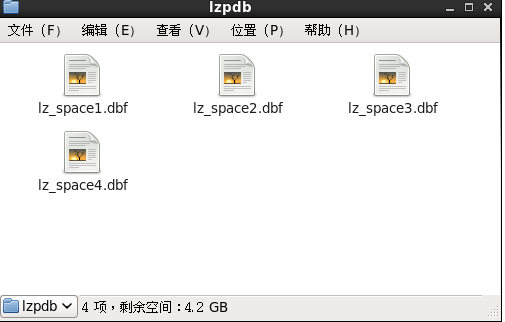 lzpdb
文件（F） 编辑（E） 查看（V） 位置（P） 帮助（H）
lz_space1.dbf lz_space2.dbf lz_space3.dbf
lz_space4.dbf
lzpdb 4 项，剩余空间：4.2 GB